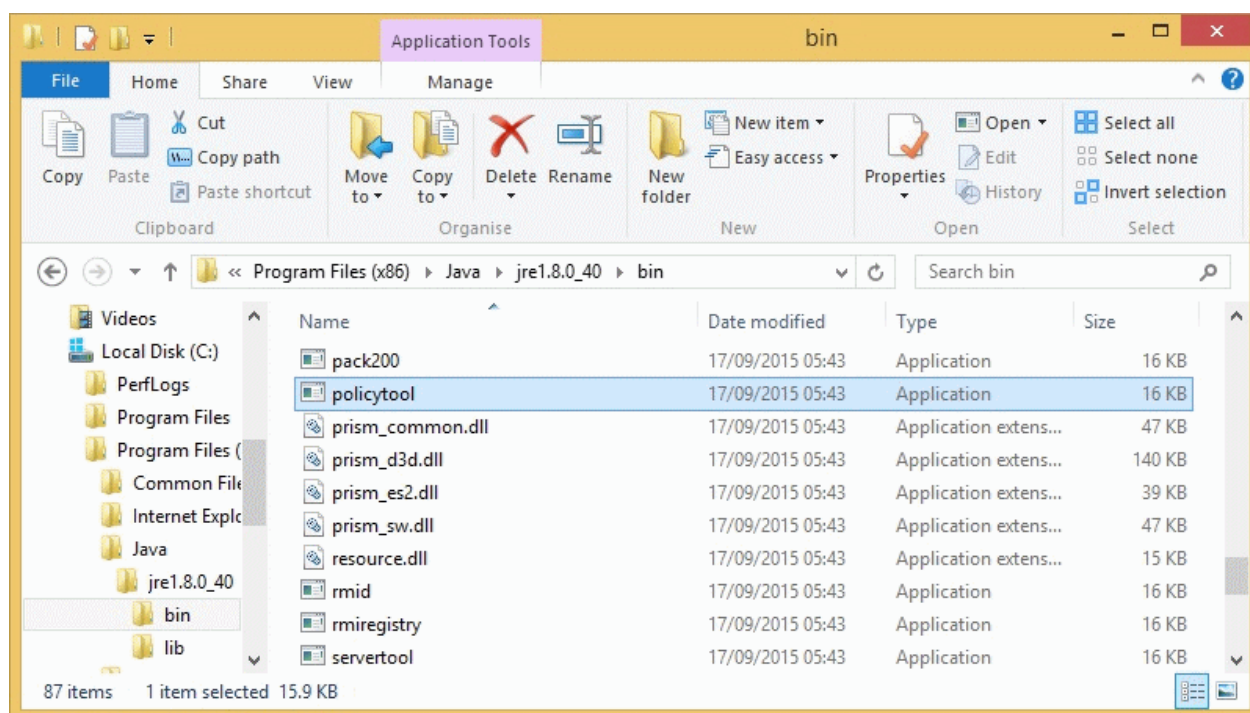 Application Tools
bin
File Home Share View Manage
Copy
Paste
Cut
Copy path
Paste shortcut
Clipboard
Move to
Copy to
Delete
Rename
Organise
New folder
New item
Easy access
New
Properties
Open
Edit
History
Open
Select all
Select none
Invert selection
Select
« Program Files (x86) Java jre1.8.0_40 bin
Search bin
Videos
Local Disk (C:)
PerfLogs
Program Files
Program Files (
Common File
Internet Explo
Java
jre1.8.0_40
bin
lib
Name Date modified Type Size
pack200 17/09/2015 05:43 Application 16 KB
policytool 17/09/2015 05:43 Application 16 KB
prism_common.dll 17/09/2015 05:43 Application extens... 47 KB
prism_d3d.dll 17/09/2015 05:43 Application extens... 140 KB
prism_es2.dll 17/09/2015 05:43 Application extens... 39 KB
prism_sw.dll 17/09/2015 05:43 Application extens... 47 KB
resource.dll 17/09/2015 05:43 Application extens... 15 KB
rmid 17/09/2015 05:43 Application 16 KB
rmiregistry 17/09/2015 05:43 Application 16 KB
servertool 17/09/2015 05:43 Application 16 KB
87 items 1 item selected 15.9 KB